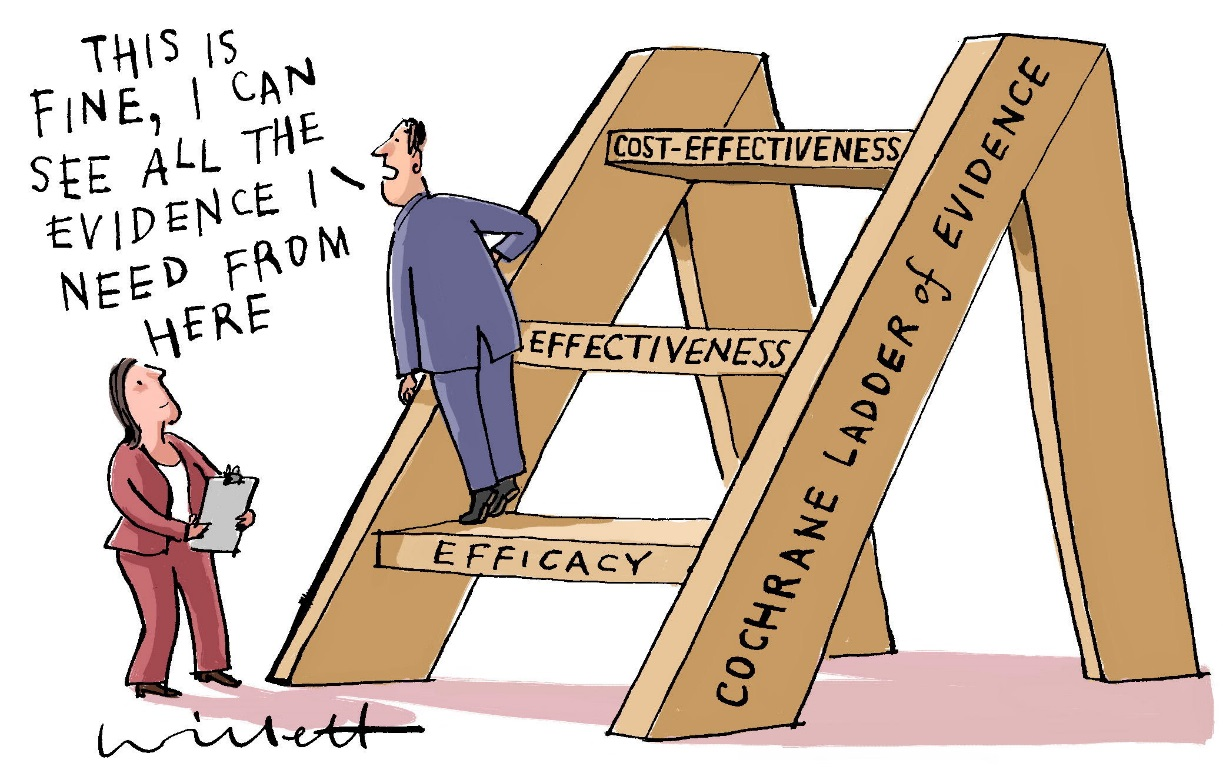 THIS IS
FINE, I CAN
SEE ALL THE
EVIDENCE I
NEED FROM
HERE
COST-EFFECTIVENESS
EFFECTIVENESS
EFFICACY
COCHRANE LADDER of EVIDENCE
willett